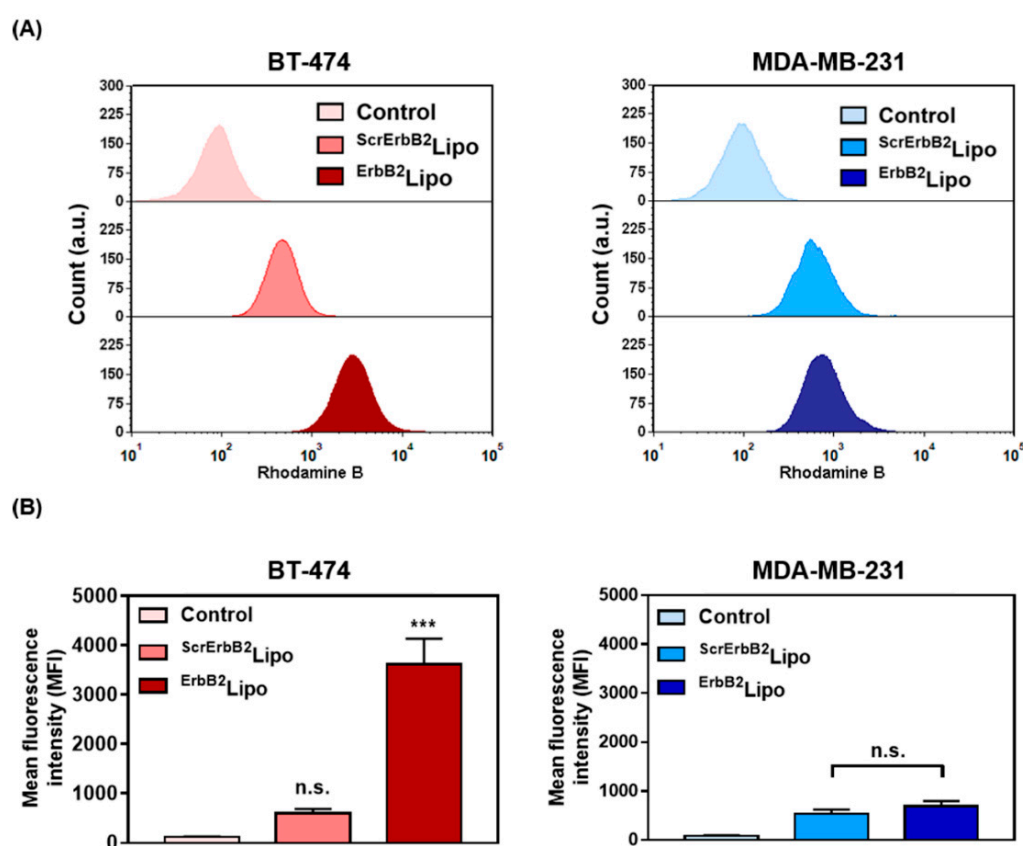 (A)
BT-474
MDA-MB-231
300
225
150
75
0
225
150
75
0
225
150
75
0
Count (a.u.)
Control
ScrErbB2Lipo
ErbB2Lipo
10¹ 10² 10³ 10⁴ 10⁵
Rhodamine B
300
225
150
75
0
225
150
75
0
225
150
75
0
Count (a.u.)
Control
ScrErbB2Lipo
ErbB2Lipo
10¹ 10² 10³ 10⁴ 10⁵
Rhodamine B
(B)
BT-474
MDA-MB-231
Mean fluorescence
intensity (MFI)
5000
4000
3000
2000
1000
0
Control
ScrErbB2Lipo
ErbB2Lipo
n.s.
***
Mean fluorescence
intensity (MFI)
5000
4000
3000
2000
1000
0
Control
ScrErbB2Lipo
ErbB2Lipo
n.s.